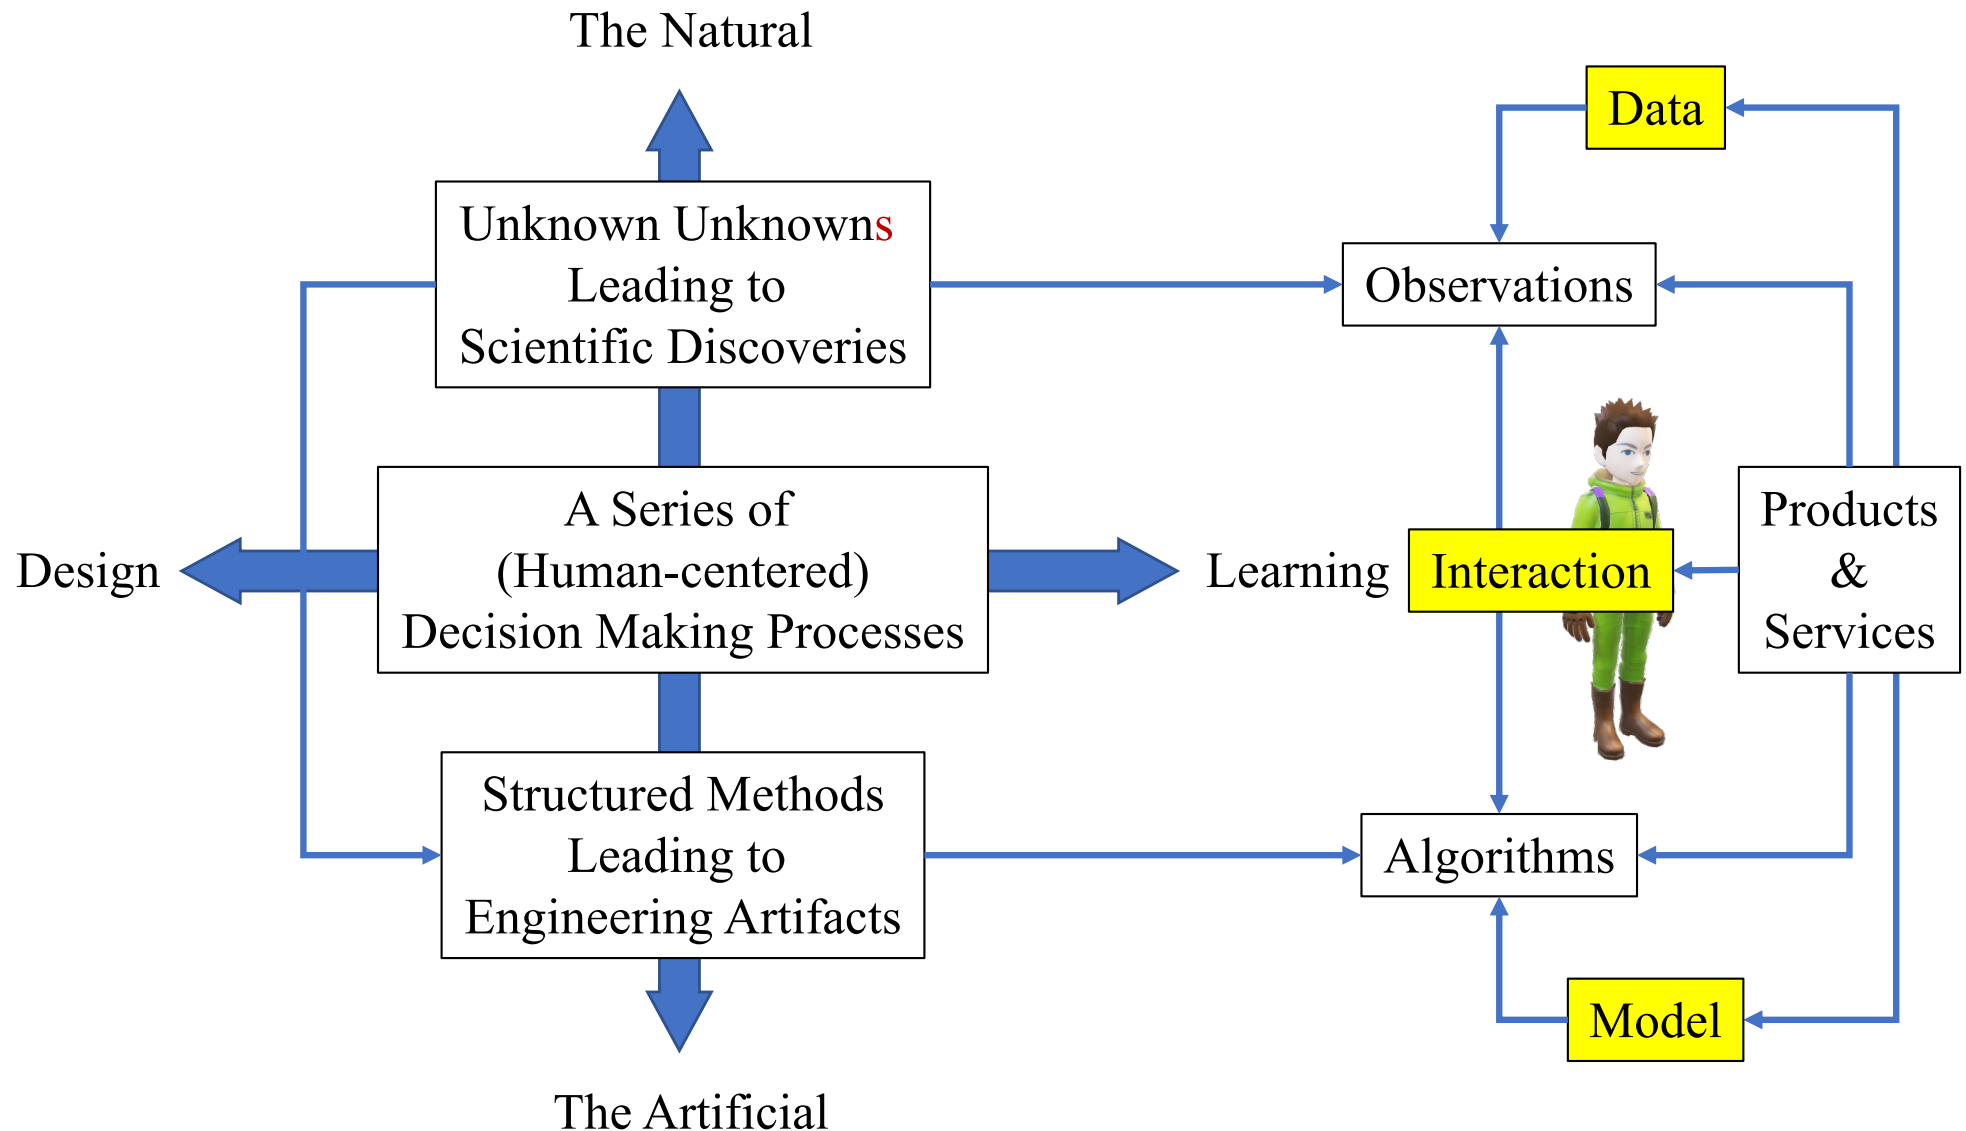 The Natural
Data
Unknown Unknowns
Leading to
Scientific Discoveries
Observations
Design
A Series of
(Human-centered)
Decision Making Processes
Learning
Interaction
Products
&
Services
Structured Methods
Leading to
Engineering Artifacts
Algorithms
Model
The Artificial